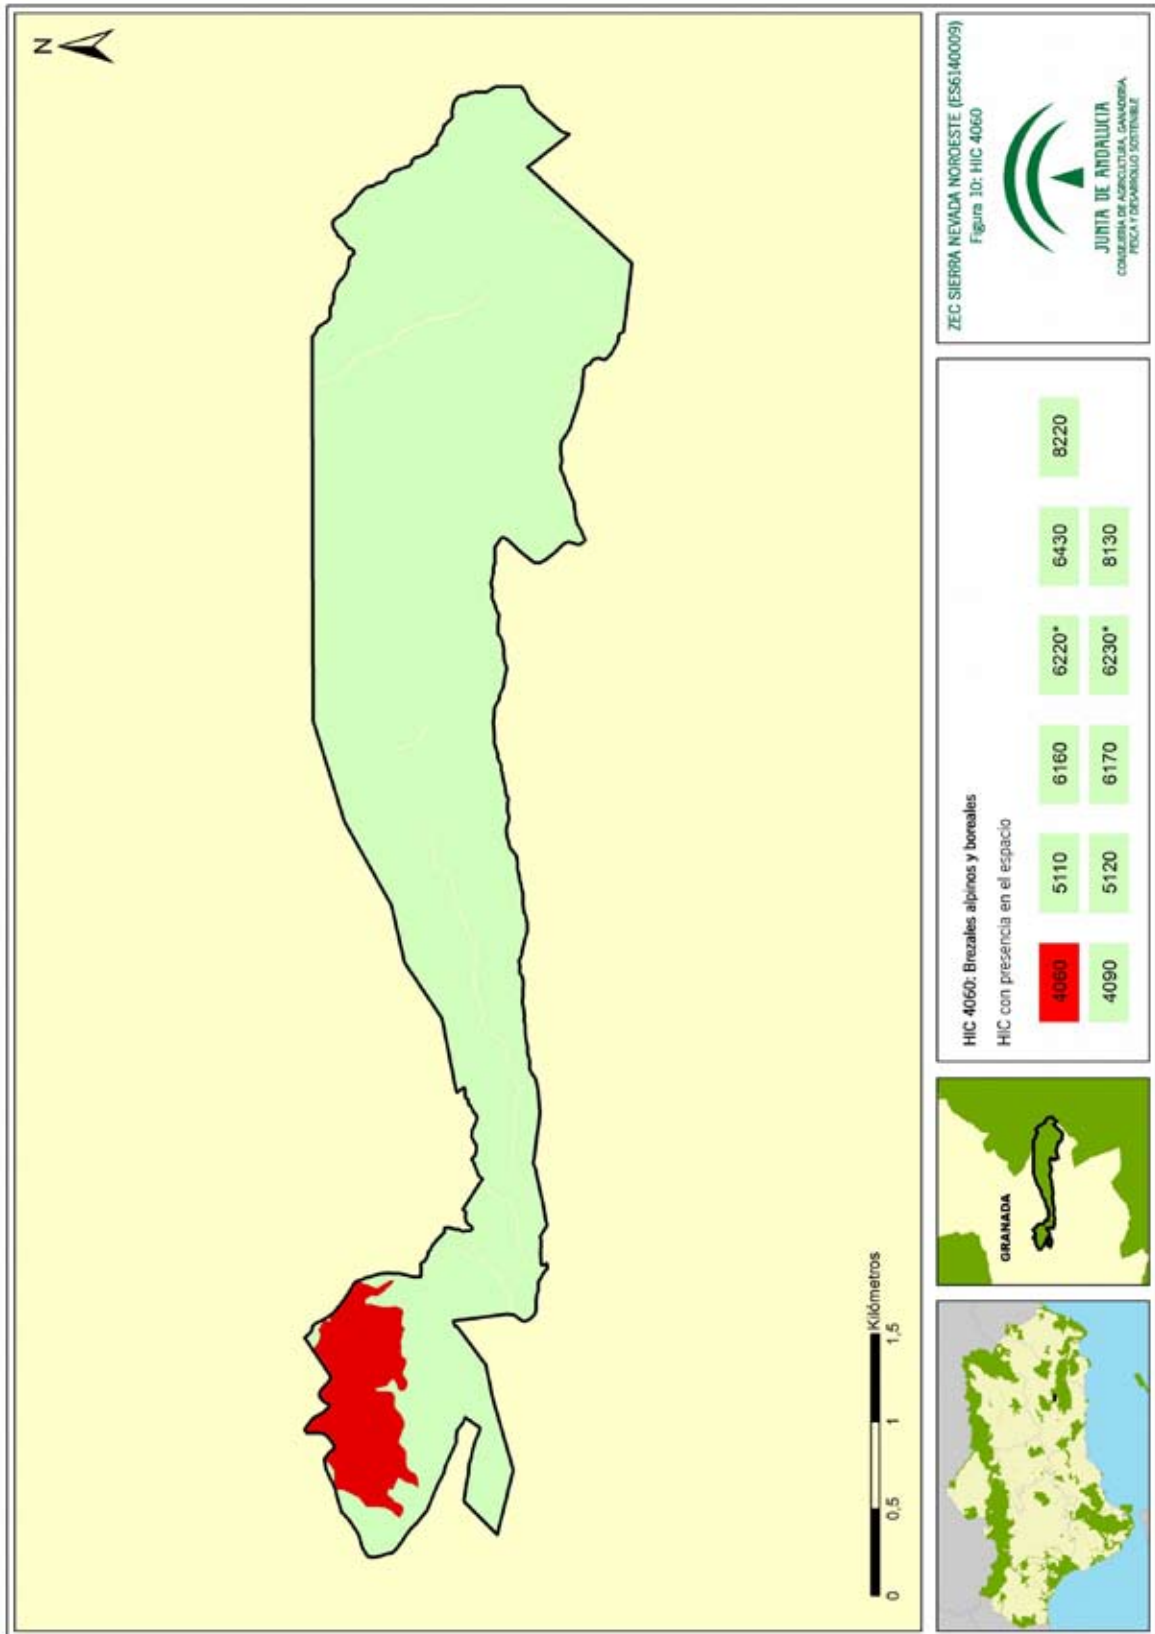 N
Kilómetros
0 0,5 1 1,5
GRANADA
HIC 4060: Brezales alpinos y boreales
HIC con presencia en el espacio
4060 5110 6160 6220* 6430 8220
4090 5120 6170 6230* 8130
ZEC SIERRA NEVADA NOROESTE (ES6140009)
Figura 10: HIC 4060
JUNTA DE ANDALUCIA
CONSEJERÍA DE AGRICULTURA, GANADERÍA,
PESCA Y DESARROLLO SOSTENIBLE